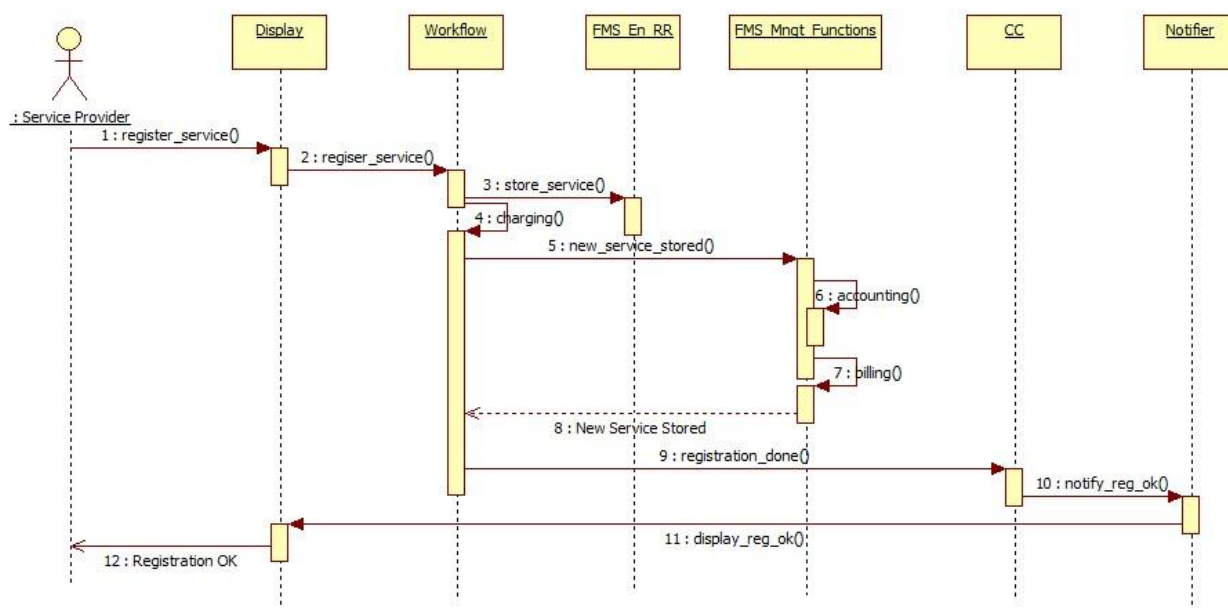 Display
Workflow
FMS_En_RR
FMS_Mngt_Functions
CC
Notifier
: Service Provider
1 : register_service()
2 : regiser_service()
3 : store_service()
4 : charging()
5 : new_service_stored()
6 : accounting()
7 : billing()
8 : New Service Stored
9 : registration_done()
10 : notify_reg_ok()
11 : display_reg_ok()
12 : Registration OK